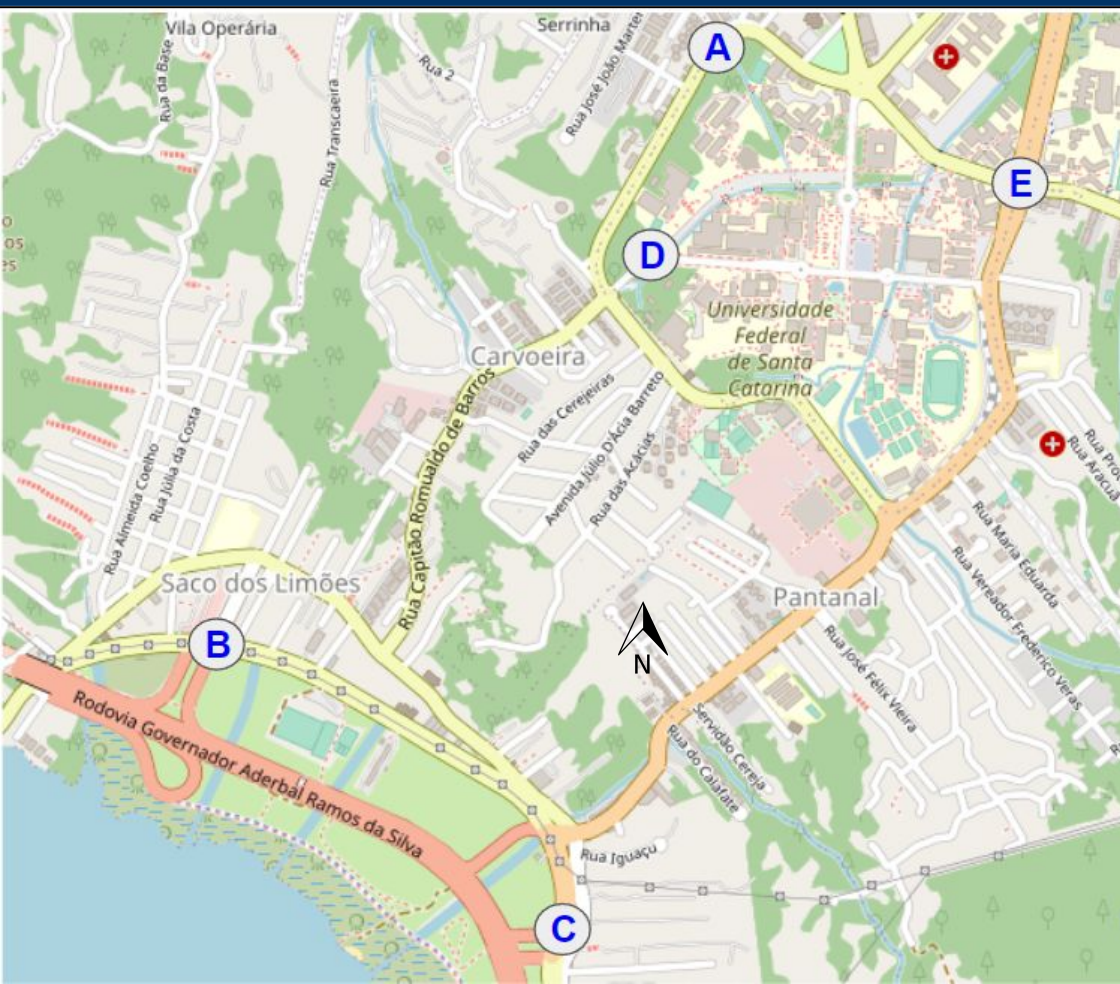 Vila Operária
Serrinha
A
Rua da Base
Rua 2
Rua José João Marte
Rua Transcaeira
E
D
Universidade
Federal
de Santa
Catarina
Carvoeira
Rua das Cerejeiras
Avenida Júlio D'Ácia Barreto
Rua das Acácias
Rua Capitão Romualdo de Barros
Rua Júlia da Costa
Rua Almeida Coelho
Saco dos Limões
Rua Maria Eduarda
Rua Vereador Frederico Veras
Pantanal
B
N
Rua José Félix Vieira
Servidão Cereja
Rua do Calafate
Rodovia Governador Aderbal Ramos da Silva
Rua Iguaçu
C